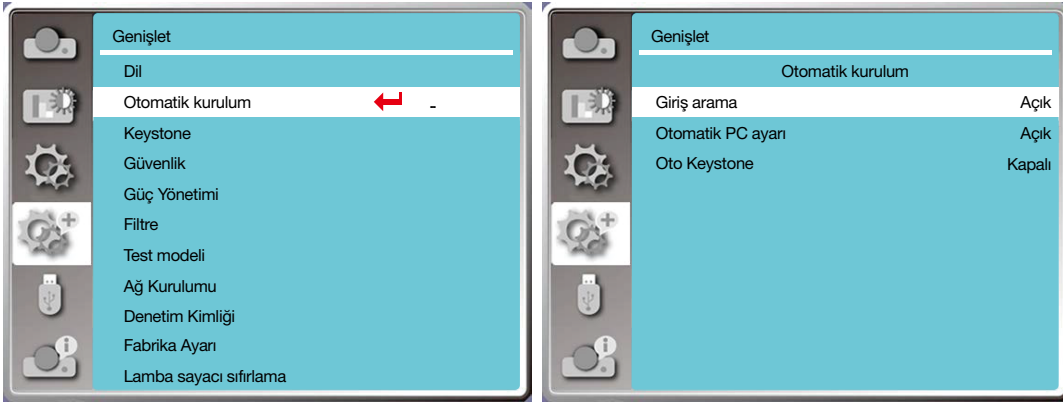 Genişlet
Dil
Otomatik kurulum -
Keystone
Güvenlik
Güç Yönetimi
Filtre
Test modeli
Ağ Kurulumu
Denetim Kimliği
Fabrika Ayarı
Lamba sayacı sıfırlama
Genişlet
Otomatik kurulum
Giriş arama Açık
Otomatik PC ayarı Açık
Oto Keystone Kapalı